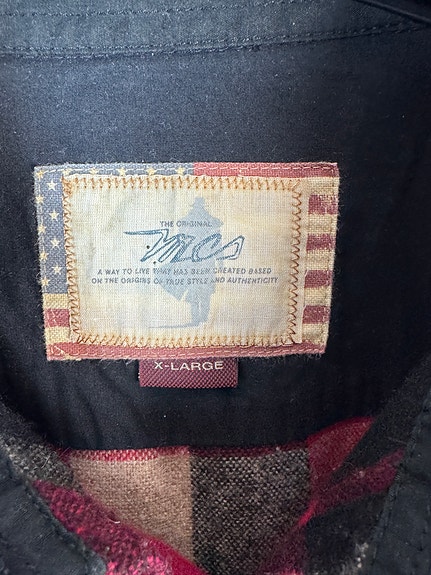 THE ORIGINAL
MCS
A WAY TO LIVE THAT HAS BEEN CREATED BASED
ON THE ORIGINS OF TRUE STYLE AND AUTHENTICITY
X-LARGE